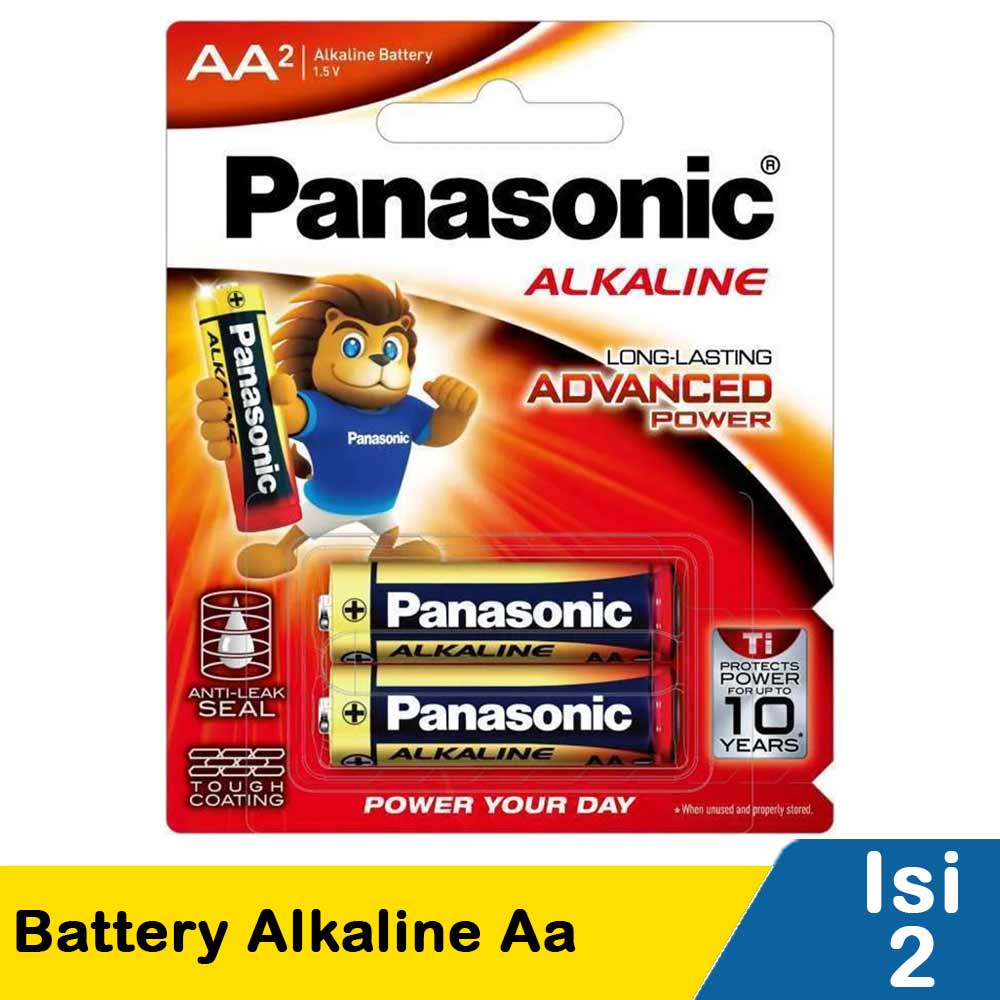 AA2
Alkaline Battery
1.5 V
Panasonic®
ALKALINE
LONG-LASTING
ADVANCED
POWER
Panasonic
ALKALINE
Panasonic
Panasonic
ALKALINE AA
Panasonic
ALKALINE AA
ANTI-LEAK
SEAL
TOUGH
COATING
Ti
PROTECTS
POWER
FOR UP TO
10
YEARS*
POWER YOUR DAY
*When unused and properly stored.
Battery Alkaline Aa
Isi
2